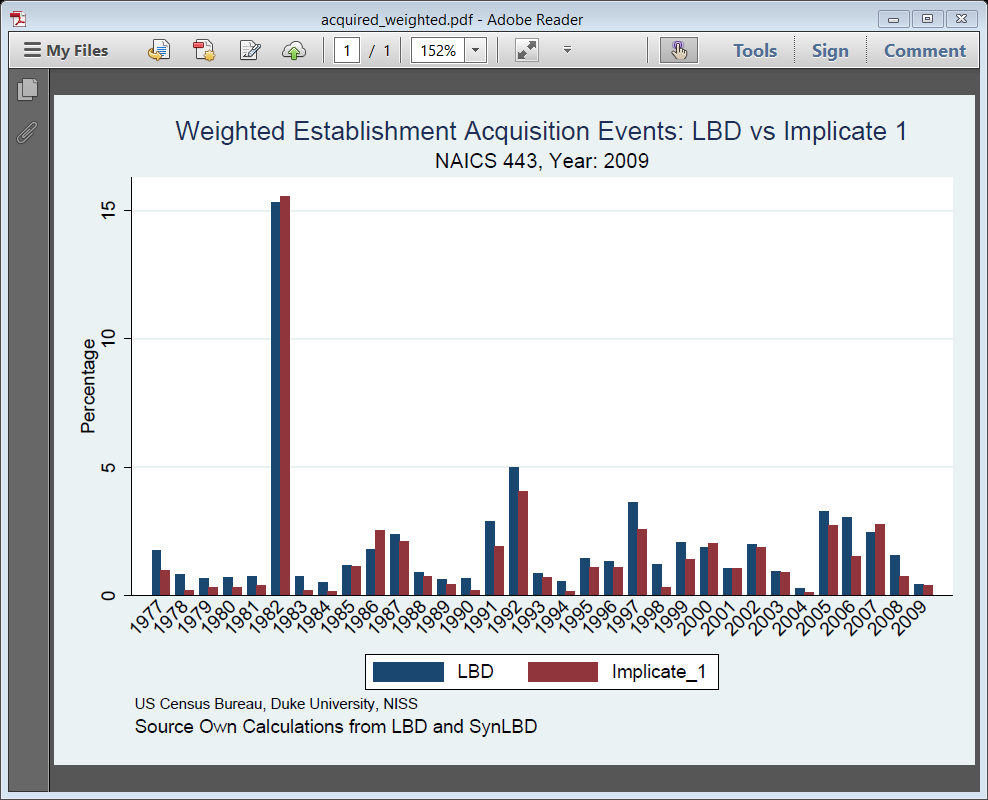 acquired_weighted.pdf - Adobe Reader
My Files
1 / 1
152%
Tools
Sign
Comment
Weighted Establishment Acquisition Events: LBD vs Implicate 1
NAICS 443, Year: 2009
Percentage
15
10
5
0
1977 1978 1979 1980 1981 1982 1983 1984 1985 1986 1987 1988 1989 1990 1991 1992 1993 1994 1995 1996 1997 1998 1999 2000 2001 2002 2003 2004 2005 2006 2007 2008 2009
LBD Implicate_1
US Census Bureau, Duke University, NISS
Source Own Calculations from LBD and SynLBD